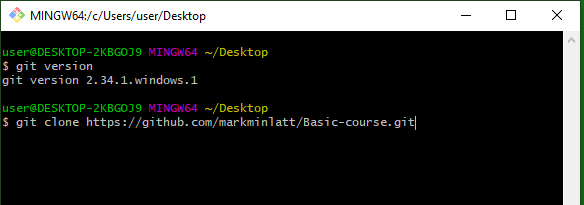 MINGW64:/c/Users/user/Desktop
user@DESKTOP-2KBGOJ9 MINGW64 ~/Desktop
$ git version
git version 2.34.1.windows.1
user@DESKTOP-2KBGOJ9 MINGW64 ~/Desktop
$ git clone https://github.com/markminlatt/Basic-course.git